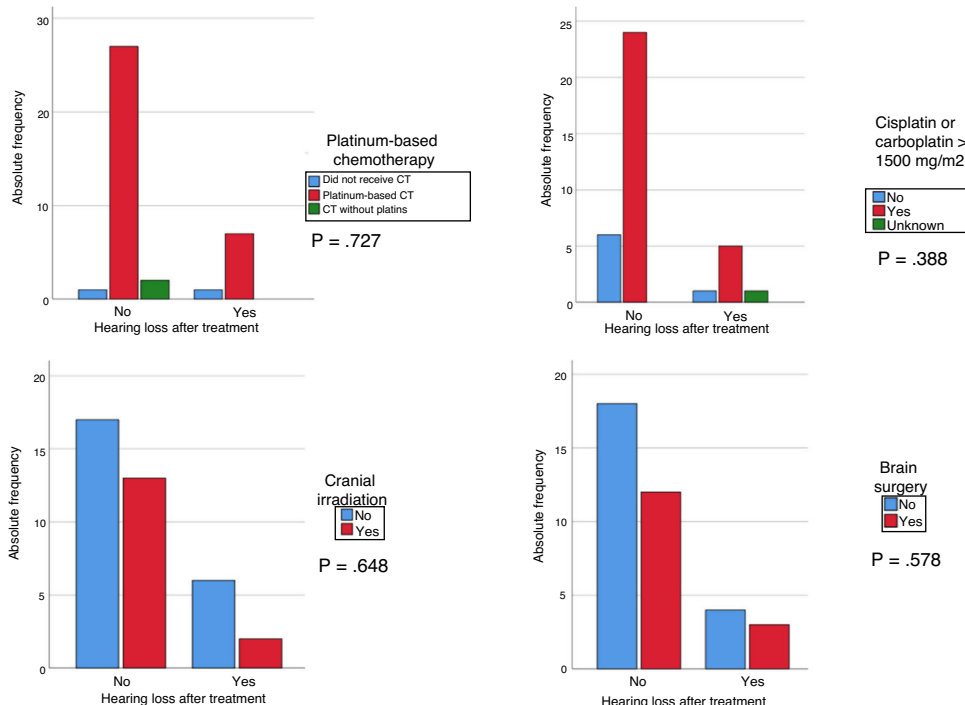 30
20
10
0
Absolute frequency
No
Yes
Hearing loss after treatment
Platinum-based
chemotherapy
Did not receive CT
Platinum-based CT
CT without platins
P = .727
25
20
15
10
5
0
Absolute frequency
No
Yes
Hearing loss after treatment
Cisplatin or
carboplatin >
1500 mg/m2
No
Yes
Unknown
P = .388
20
15
10
5
0
Absolute frequency
No
Yes
Hearing loss after treatment
Cranial
irradiation
No
Yes
P = .648
20
15
10
5
0
Absolute frequency
No
Yes
Hearing loss after treatment
Brain
surgery
No
Yes
P = .578